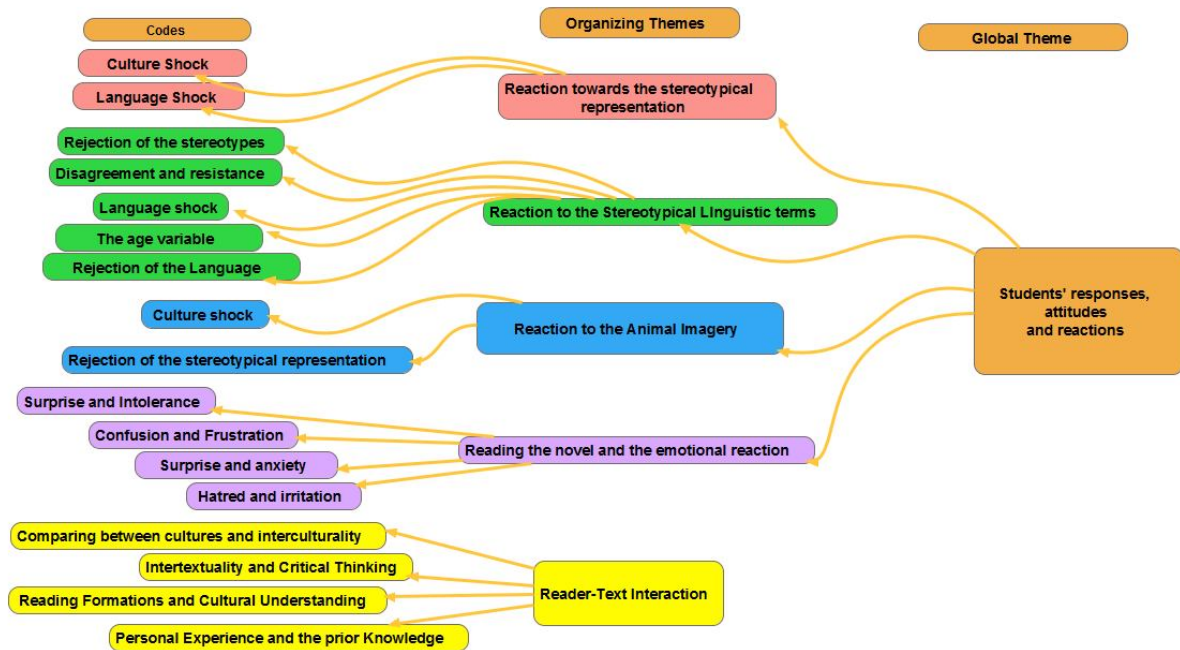 Codes
Organizing Themes
Global Theme
Culture Shock
Language Shock
Reaction towards the stereotypical
representation
Rejection of the stereotypes
Disagreement and resistance
Language shock
The age variable
Rejection of the Language
Reaction to the Stereotypical LInguistic terms
Students' responses,
attitudes
and reactions
Culture shock
Rejection of the stereotypical representation
Reaction to the Animal Imagery
Surprise and Intolerance
Confusion and Frustration
Surprise and anxiety
Hatred and irritation
Reading the novel and the emotional reaction
Comparing between cultures and interculturality
Intertextuality and Critical Thinking
Reading Formations and Cultural Understanding
Personal Experience and the prior Knowledge
Reader-Text Interaction